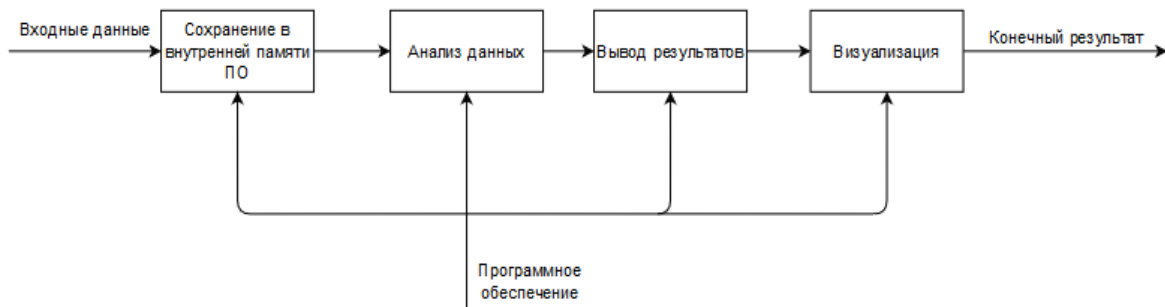 Входные данные
Сохранение в
внутренней памяти
ПО
Анализ данных
Вывод результатов
Визуализация
Конечный результат
Программное
обеспечение